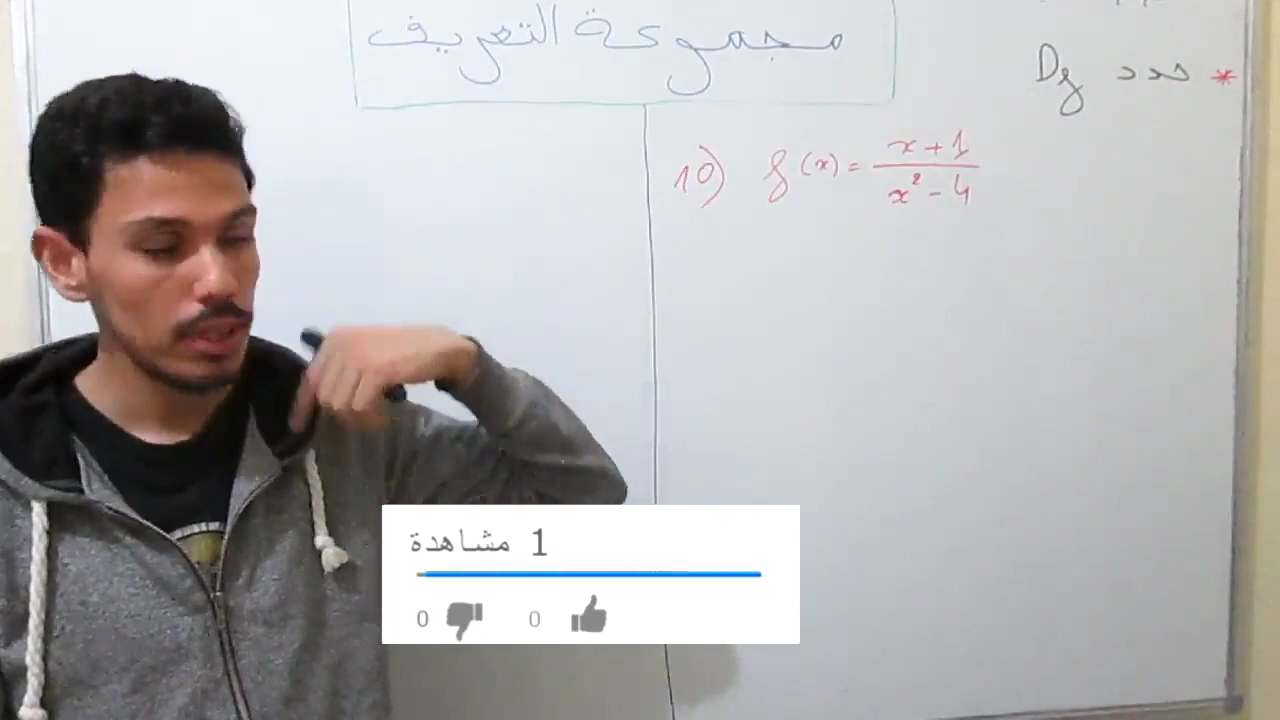 مجموعة التعريف
* حدد Df
10) f(x) = x+1 / x² - 4
1 مشاهدة
0 0